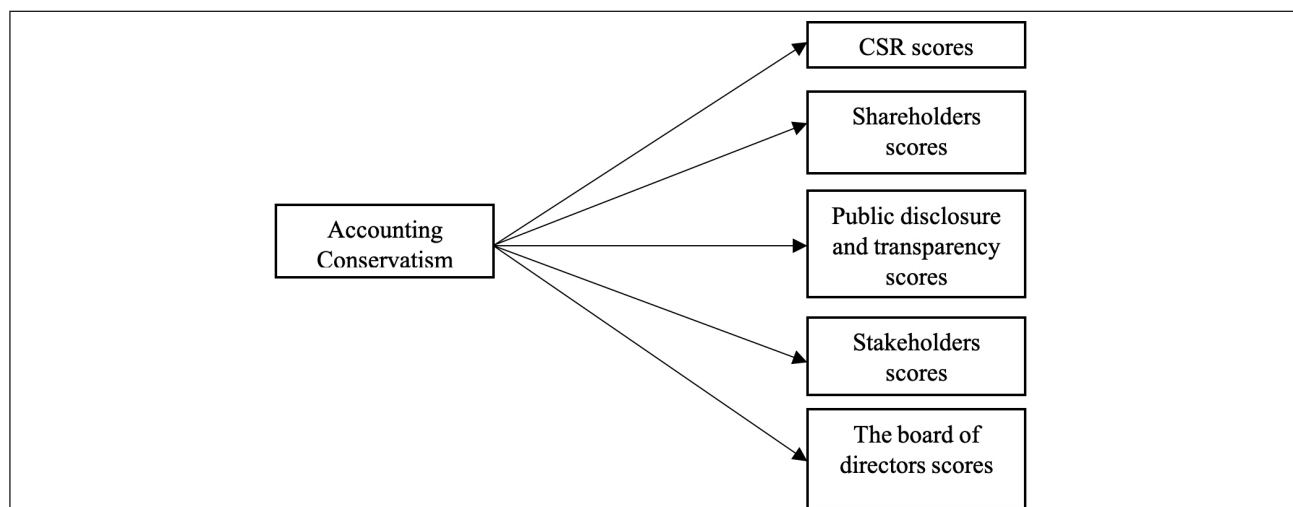 CSR scores
Shareholders
scores
Accounting
Conservatism
Public disclosure
and transparency
scores
Stakeholders
scores
The board of
directors scores